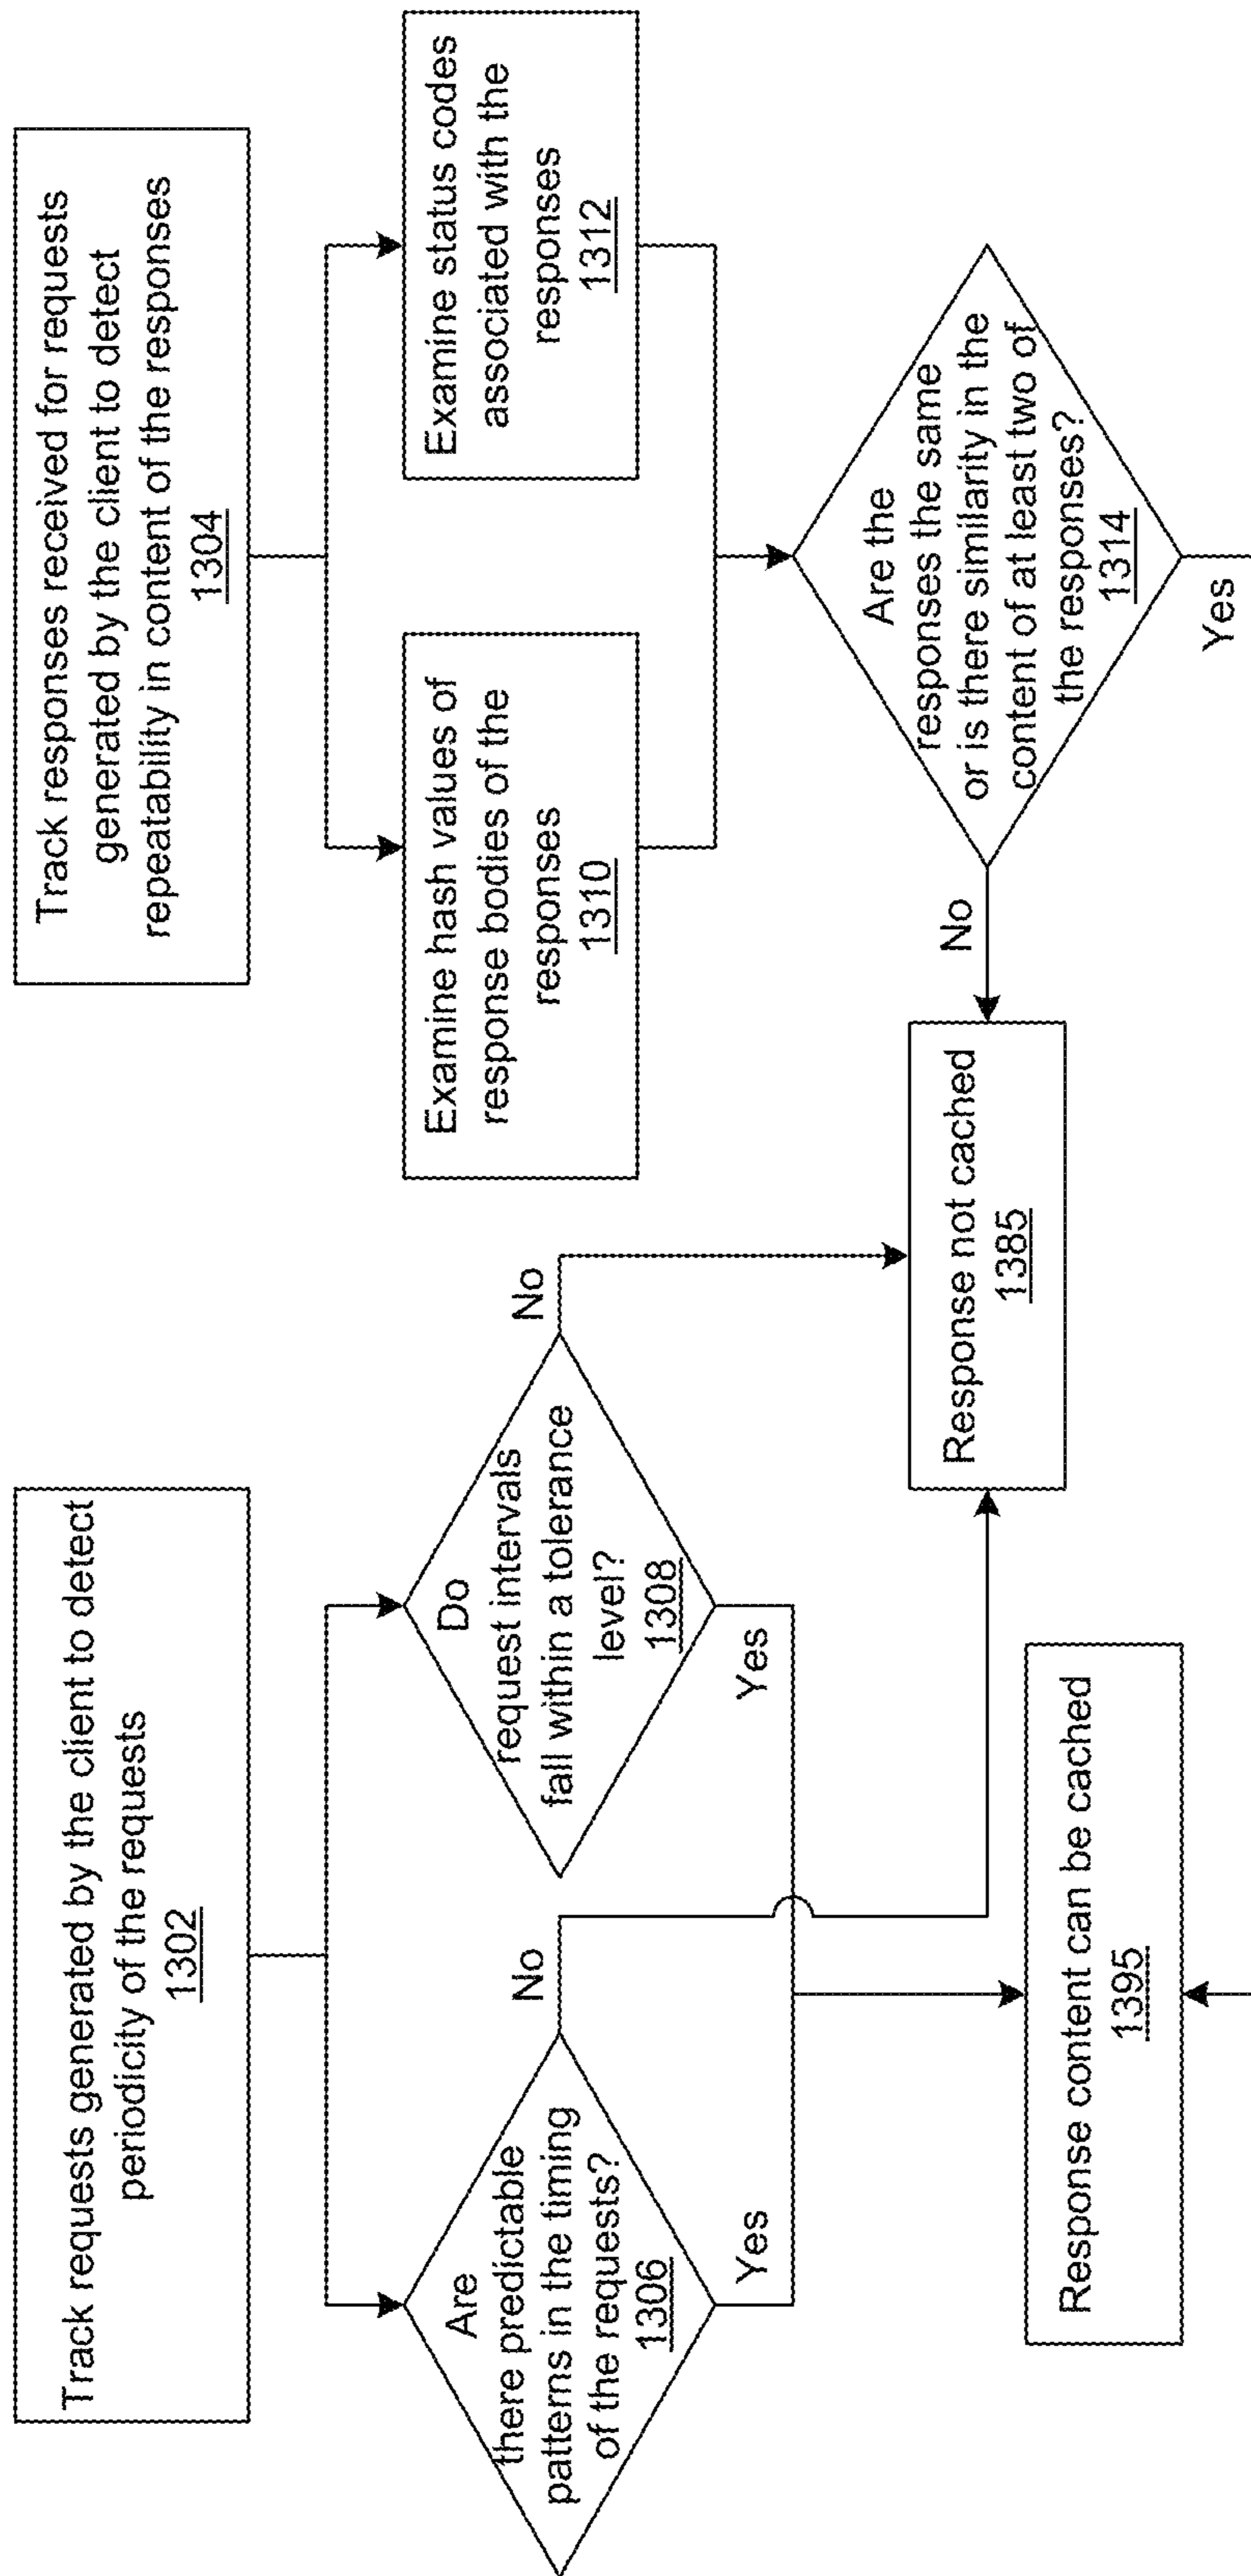 Track requests generated by the client to detect
periodicity of the requests
1302
Are
there predictable
patterns in the timing
of the requests?
1306
No
Yes
Do
request intervals
fall within a tolerance
level?
1308
No
Yes
Response content can be cached
1395
Response not cached
1385
Track responses received for requests
generated by the client to detect
repeatability in content of the responses
1304
Examine hash values of
response bodies of the
responses
1310
Examine status codes
associated with the
responses
1312
Are the
responses the same
or is there similarity in the
content of at least two of
the responses?
1314
No
Yes